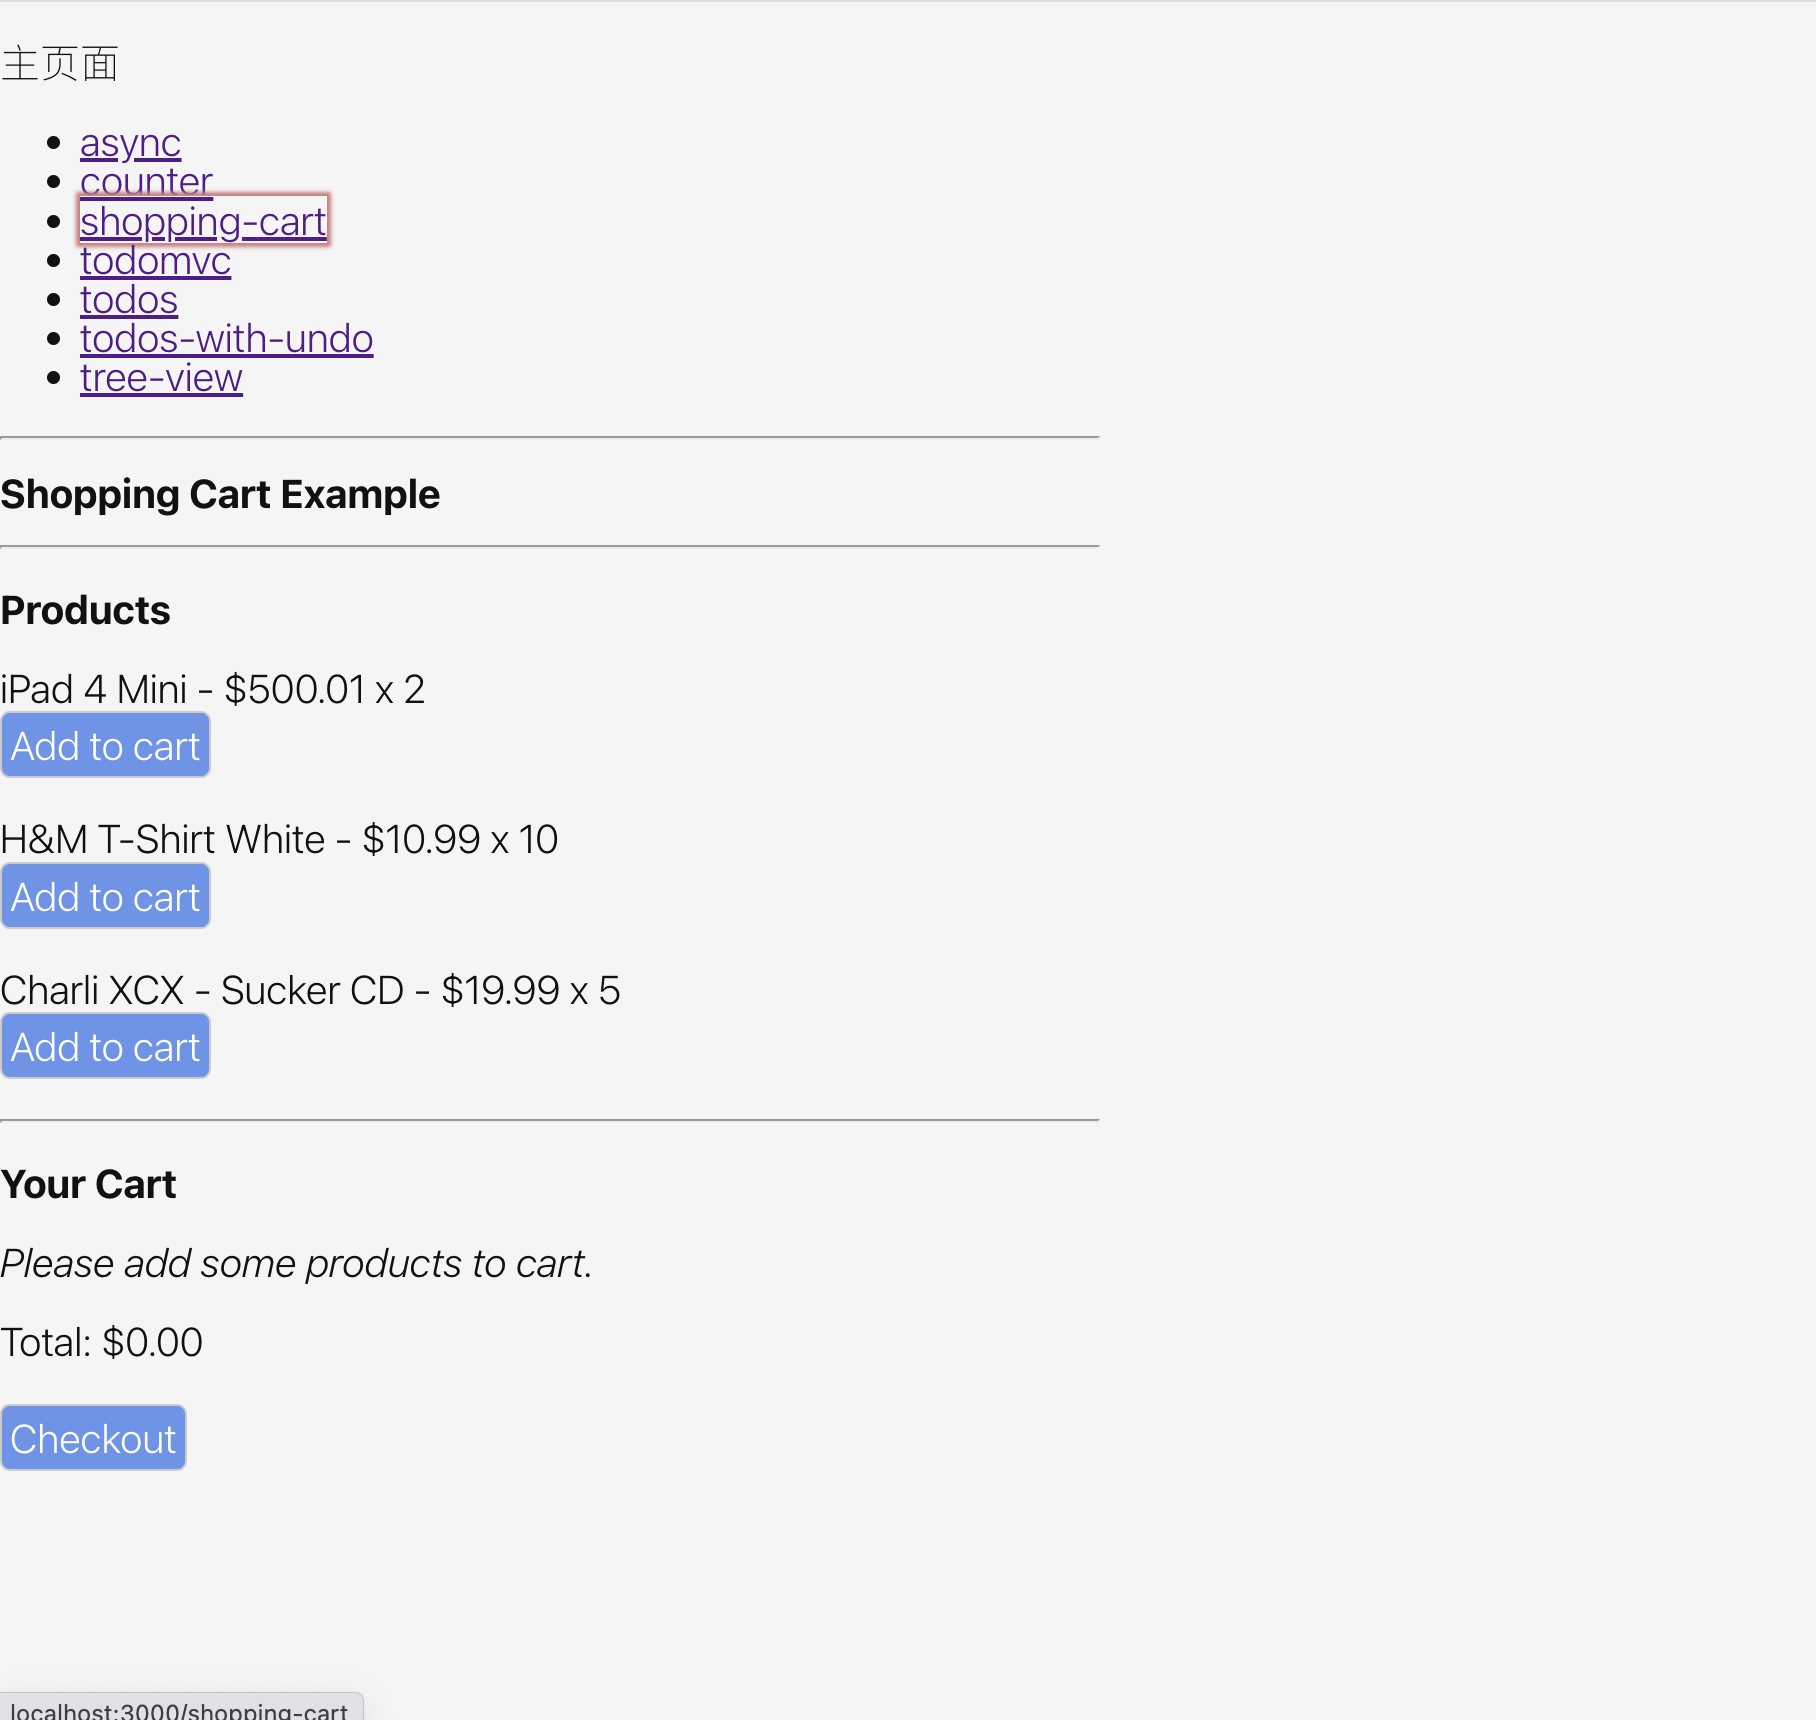 主页面
async
counter
shopping-cart
todomvc
todos
todos-with-undo
tree-view
Shopping Cart Example
Products
iPad 4 Mini - $500.01 x 2
Add to cart
H&M T-Shirt White - $10.99 x 10
Add to cart
Charli XCX - Sucker CD - $19.99 x 5
Add to cart
Your Cart
Please add some products to cart.
Total: $0.00
Checkout
localhost:3000/shopping-cart